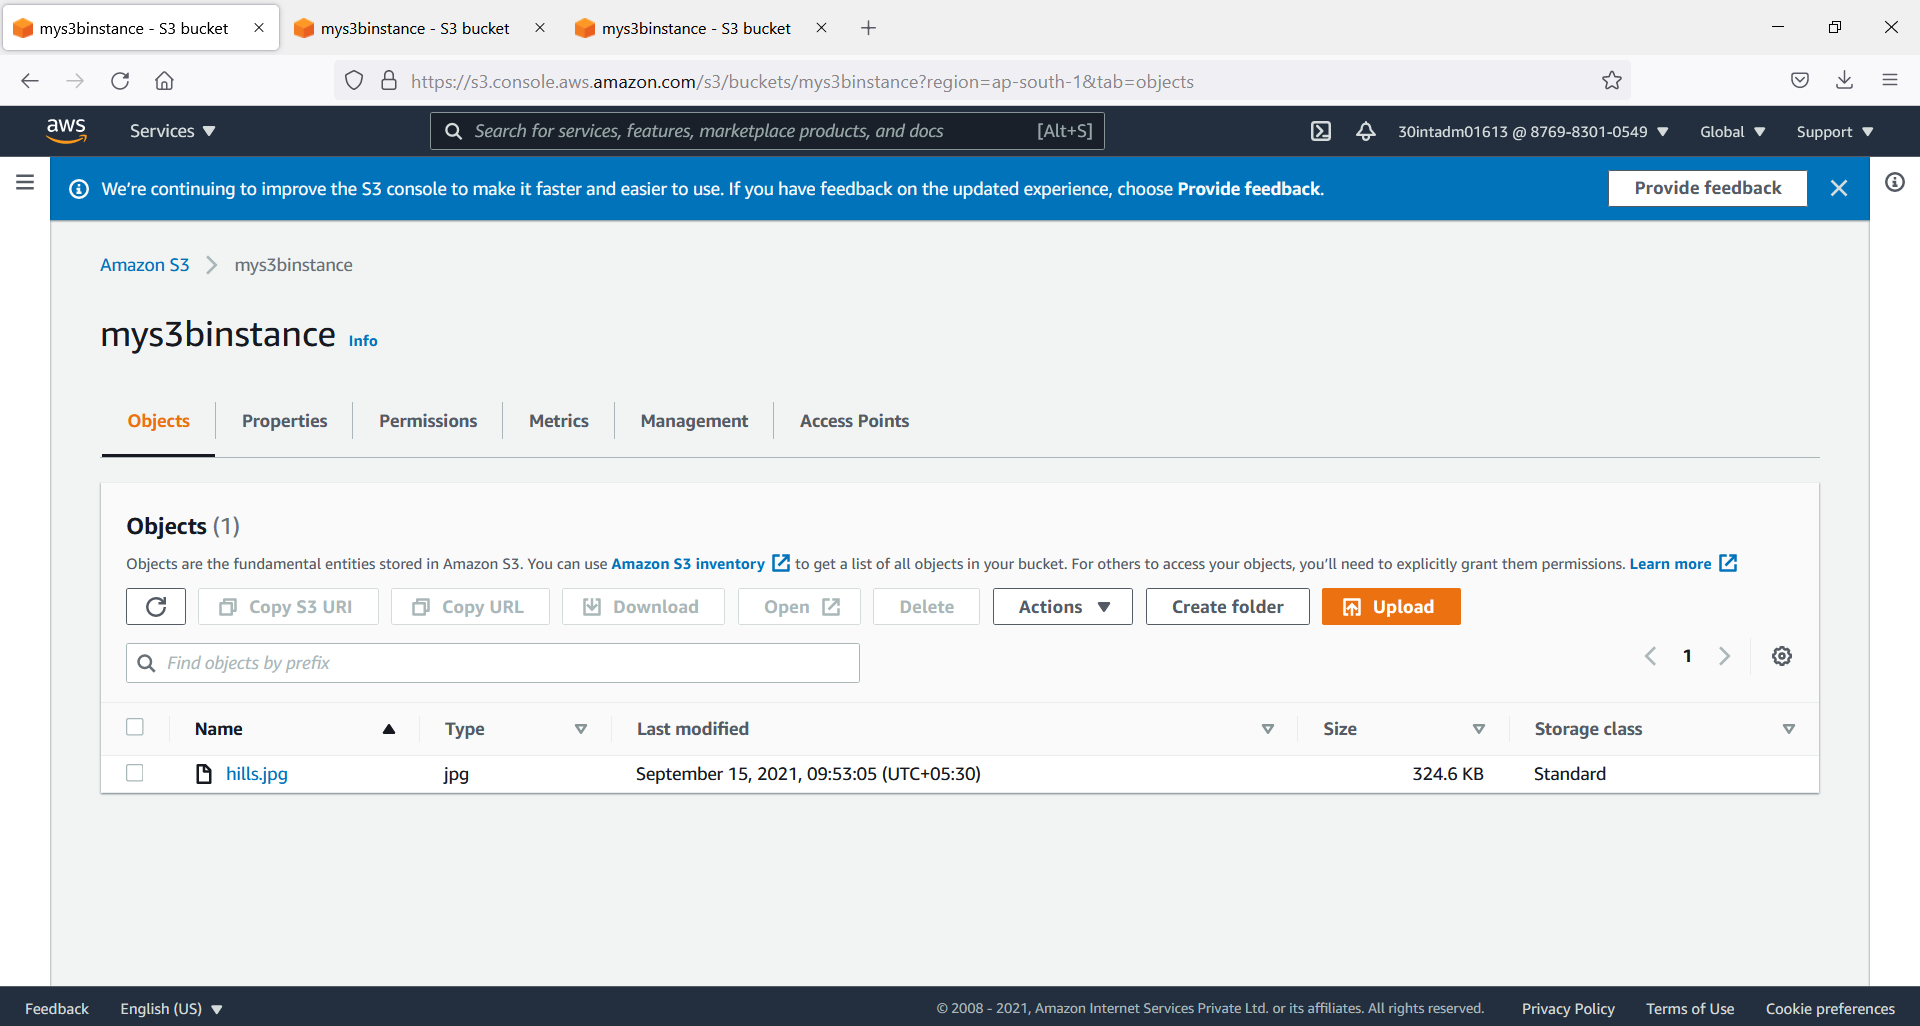 mys3binstance - S3 bucket
mys3binstance - S3 bucket
mys3binstance - S3 bucket
https://s3.console.aws.amazon.com/s3/buckets/mys3binstance?region=ap-south-1&tab=objects
aws
Services
Search for services, features, marketplace products, and docs
[Alt+S]
30intadm01613 @ 8769-8301-0549
Global
Support
We're continuing to improve the S3 console to make it faster and easier to use. If you have feedback on the updated experience, choose Provide feedback.
Provide feedback
Amazon S3
mys3binstance
mys3binstance
Info
Objects
Properties
Permissions
Metrics
Management
Access Points
Objects (1)
Objects are the fundamental entities stored in Amazon S3. You can use Amazon S3 inventory to get a list of all objects in your bucket. For others to access your objects, you'll need to explicitly grant them permissions. Learn more
Copy S3 URI
Copy URL
Download
Open
Delete
Actions
Create folder
Upload
Find objects by prefix
1
Name
Type
Last modified
Size
Storage class
hills.jpg
jpg
September 15, 2021, 09:53:05 (UTC+05:30)
324.6 KB
Standard
Feedback
English (US)
© 2008 - 2021, Amazon Internet Services Private Ltd. or its affiliates. All rights reserved.
Privacy Policy
Terms of Use
Cookie preferences